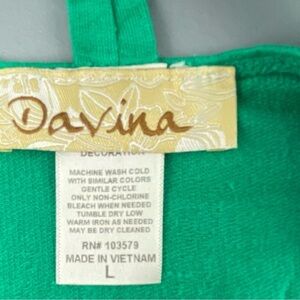 Davina
DECORATION
MACHINE WASH COLD
WITH SIMILAR COLORS
GENTLE CYCLE
ONLY NON-CHLORINE
BLEACH WHEN NEEDED
TUMBLE DRY LOW
WARM IRON AS NEEDED
MAY BE DRY CLEANED
RN# 103579
MADE IN VIETNAM
L